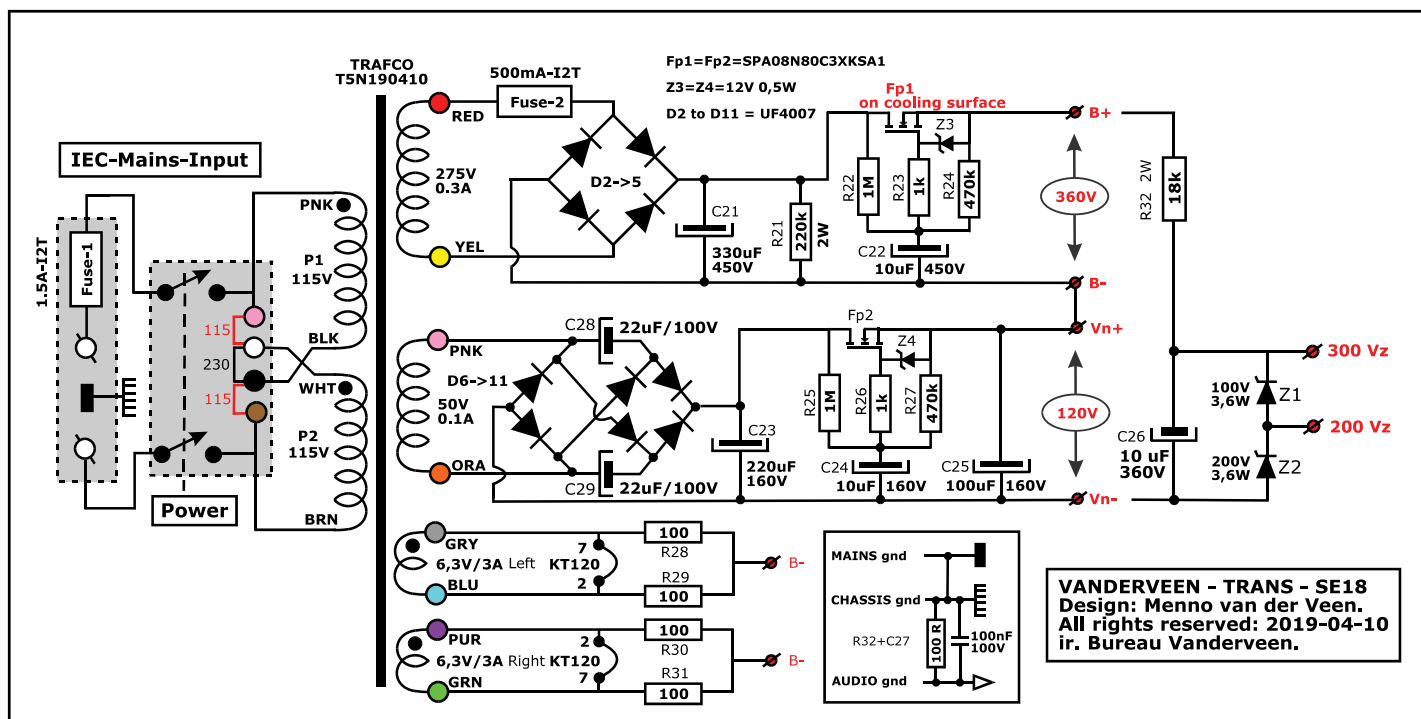 TRAFCO
T5N190410
500mA-I2T
Fuse-2
Fp1=Fp2=SPA08N80C3XKSA1
Z3=Z4=12V 0,5W
D2 to D11 = UF4007
Fp1
on cooling surface
Z3
B+
RED
IEC-Mains-Input
275V
0.3A
D2->5
R22
1M
R23
1k
R24
470k
360V
R32 2W
18k
PNK
C21
330uF
450V
R21
220k
2W
C22
10uF 450V
YEL
1.5A-I2T
Fuse-1
P1
115V
B-
115
230
115
BLK
WHT
C28
22uF/100V
Fp2
Z4
Vn+
300 Vz
PNK
D6->11
50V
0.1A
R25
1M
R26
1k
R27
470k
120V
100V
3,6W
Z1
200 Vz
P2
115V
C23
220uF
160V
C24
10uF 160V
C25
100uF 160V
C26
10 uF
360V
200V
3,6W
Z2
ORA
C29
22uF/100V
Vn-
Power
BRN
GRY
6,3V/3A Left KT120
BLU
7
2
100
R28
R29
100
B-
PUR
6,3V/3A Right KT120
GRN
2
7
100
R30
R31
100
B-
MAINS gnd
CHASSIS gnd
R32+C27
100 R
100nF
100V
AUDIO gnd
VANDERVEEN - TRANS - SE18
Design: Menno van der Veen.
All rights reserved: 2019-04-10
ir. Bureau Vanderveen.